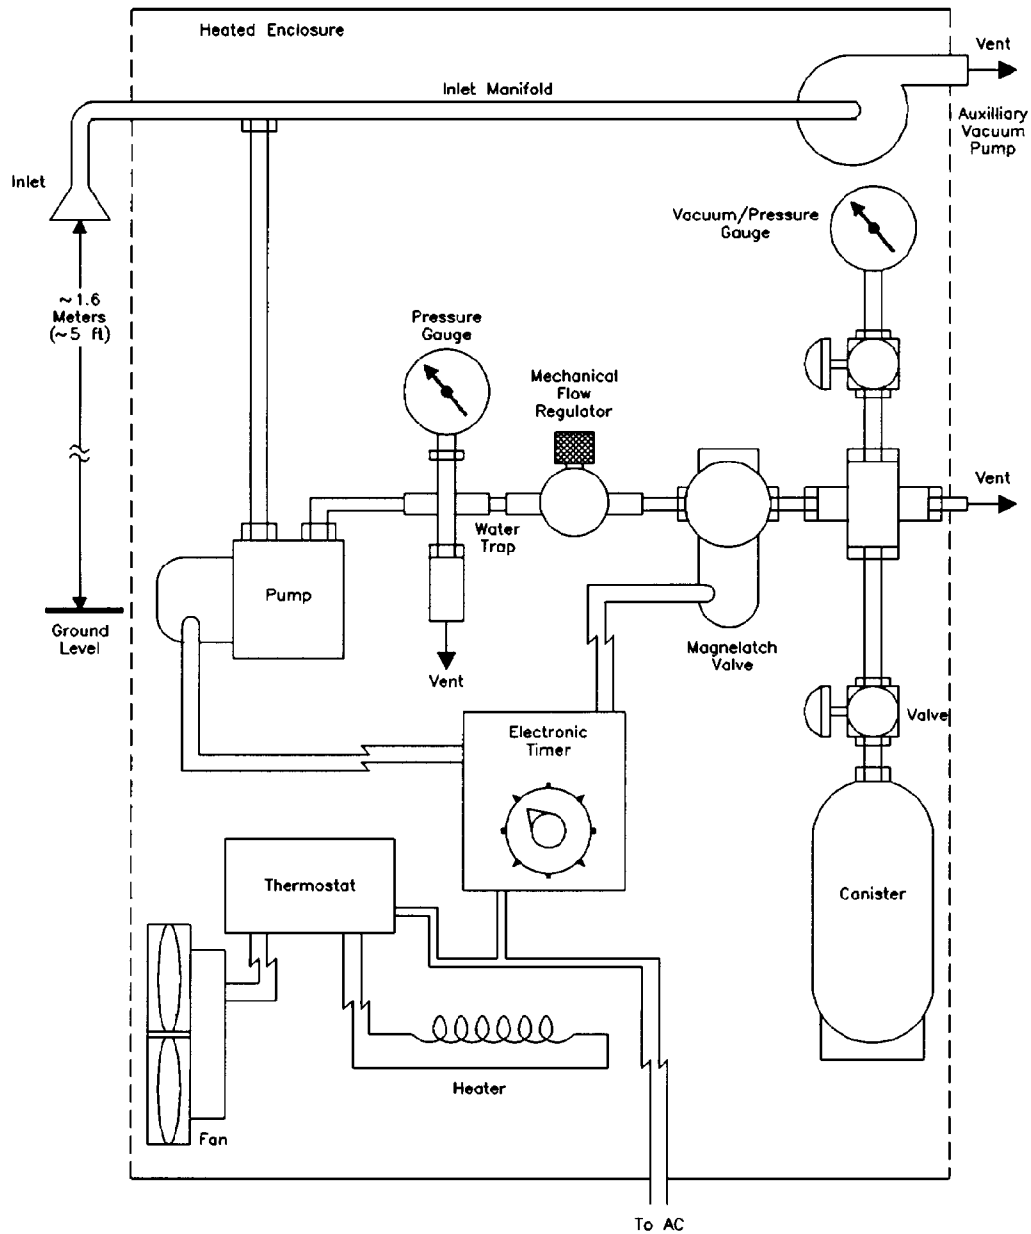 Heated Enclosure
Vent
Inlet Manifold
Auxilliary
Vacuum
Pump
Inlet
Vacuum/Pressure
Gauge
~1.6
Meters
(~5 ft)
Pressure
Gauge
Mechanical
Flow
Regulator
Vent
Water
Trap
Pump
Ground
Level
Magnelatch
Valve
Vent
Valve
Electronic
Timer
Thermostat
Canister
Heater
Fan
To AC